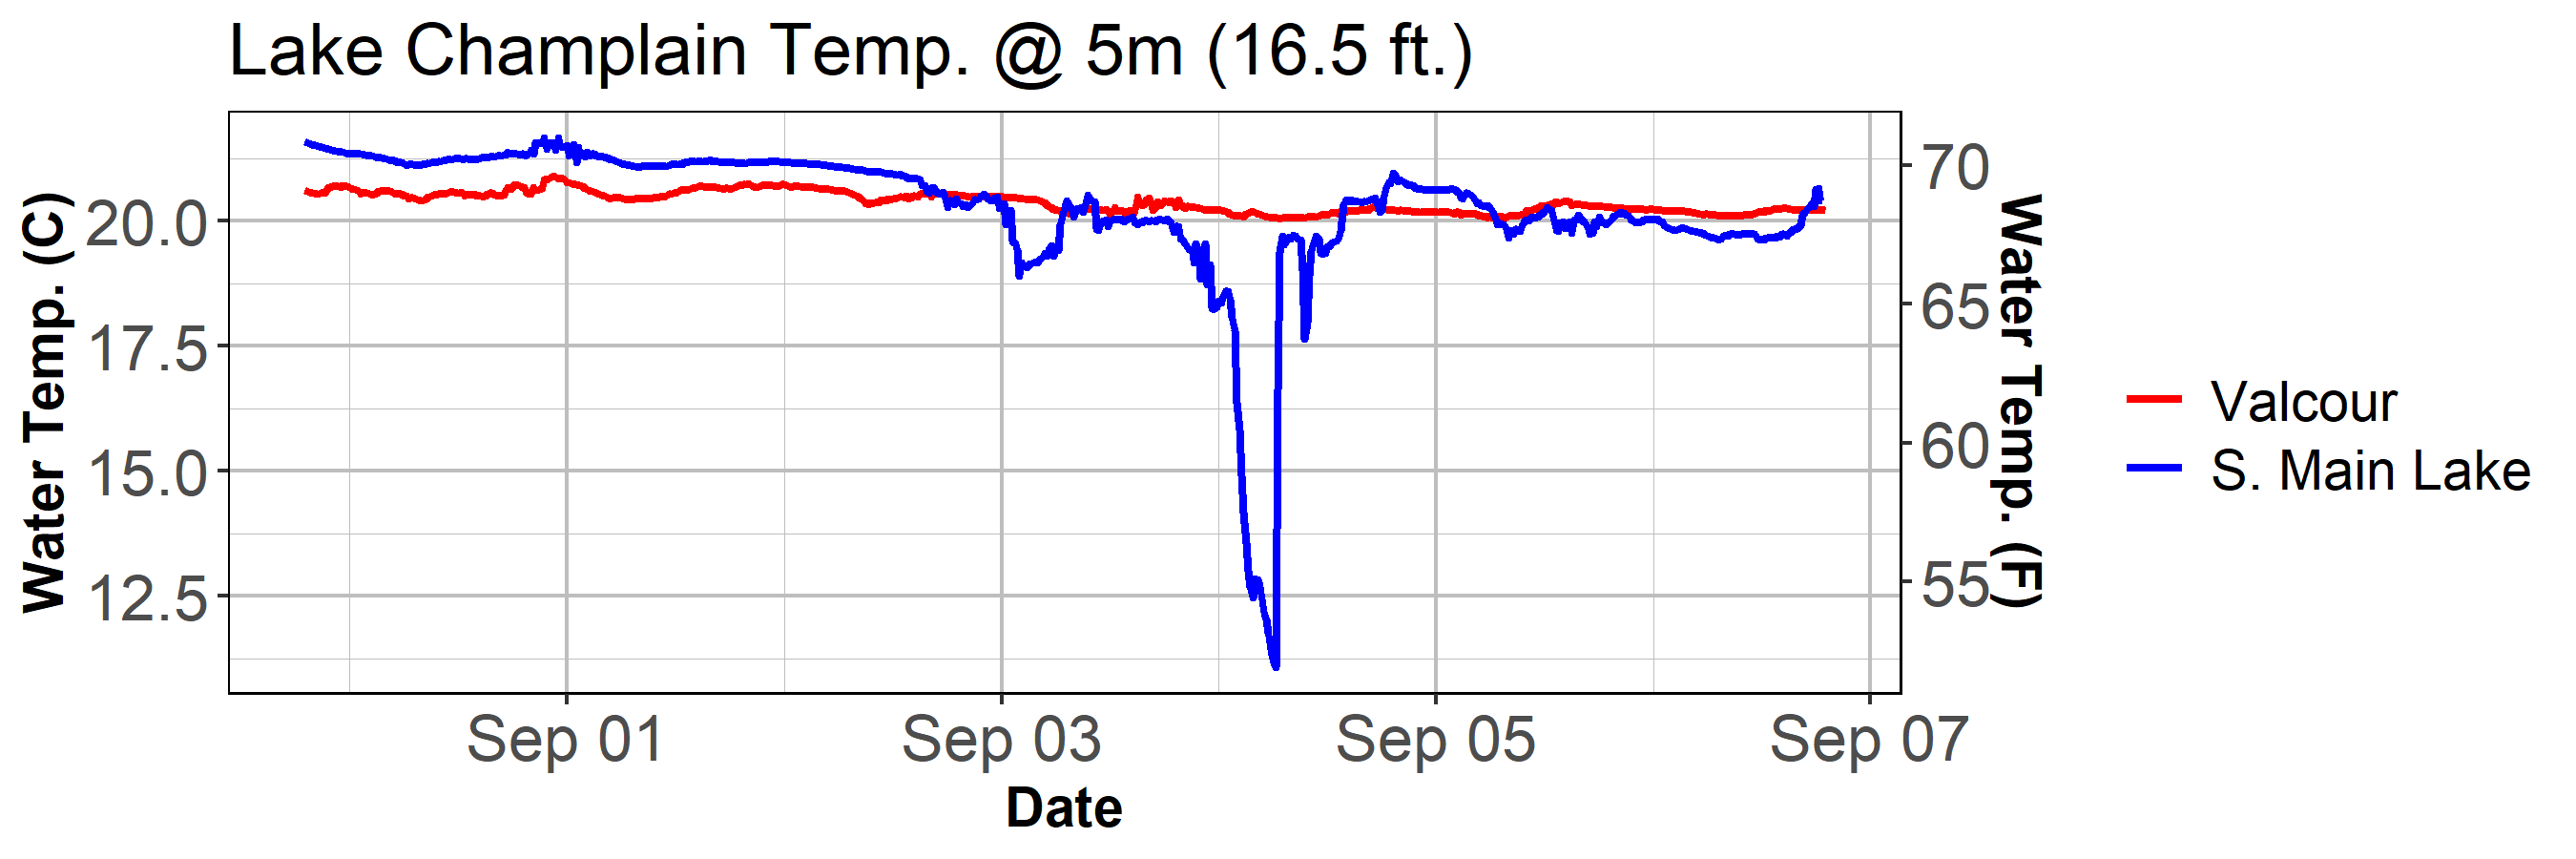 Lake Champlain Temp. @ 5m (16.5 ft.)
Water Temp. (C)
20.0
17.5
15.0
12.5
70
65
60
55
Water Temp. (F)
Sep 01
Sep 03
Sep 05
Sep 07
Date
Valcour
S. Main Lake